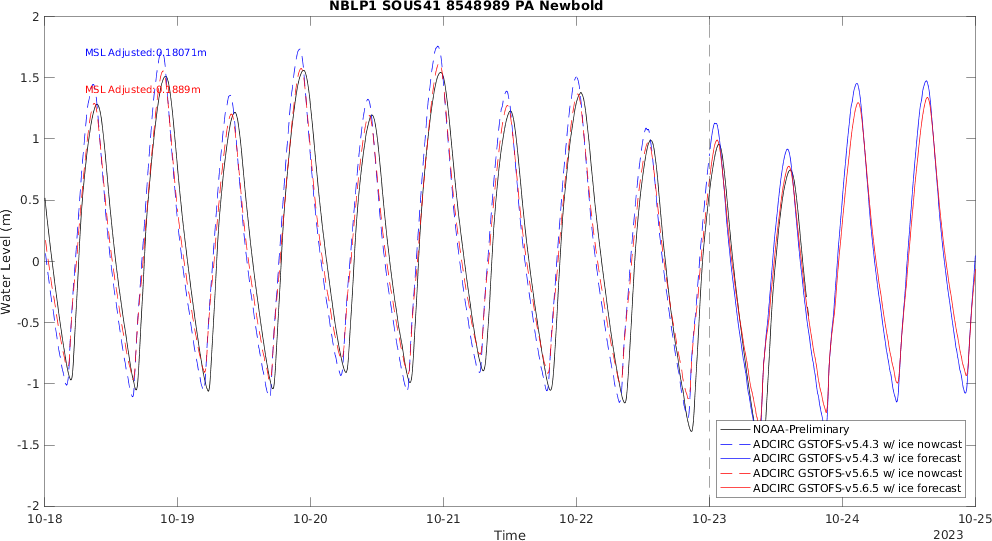 NBLP1 SOUS41 8548989 PA Newbold
2
1.5
1
0.5
0
-0.5
-1
-1.5
-2
Water Level (m)
MSL Adjusted:0.18071m
MSL Adjusted:0.1889m
NOAA-Preliminary
ADCIRC GSTOFS-v5.4.3 w/ ice nowcast
ADCIRC GSTOFS-v5.4.3 w/ ice forecast
ADCIRC GSTOFS-v5.6.5 w/ ice nowcast
ADCIRC GSTOFS-v5.6.5 w/ ice forecast
10-18 10-19 10-20 10-21 10-22 10-23 10-24 10-25
Time
2023